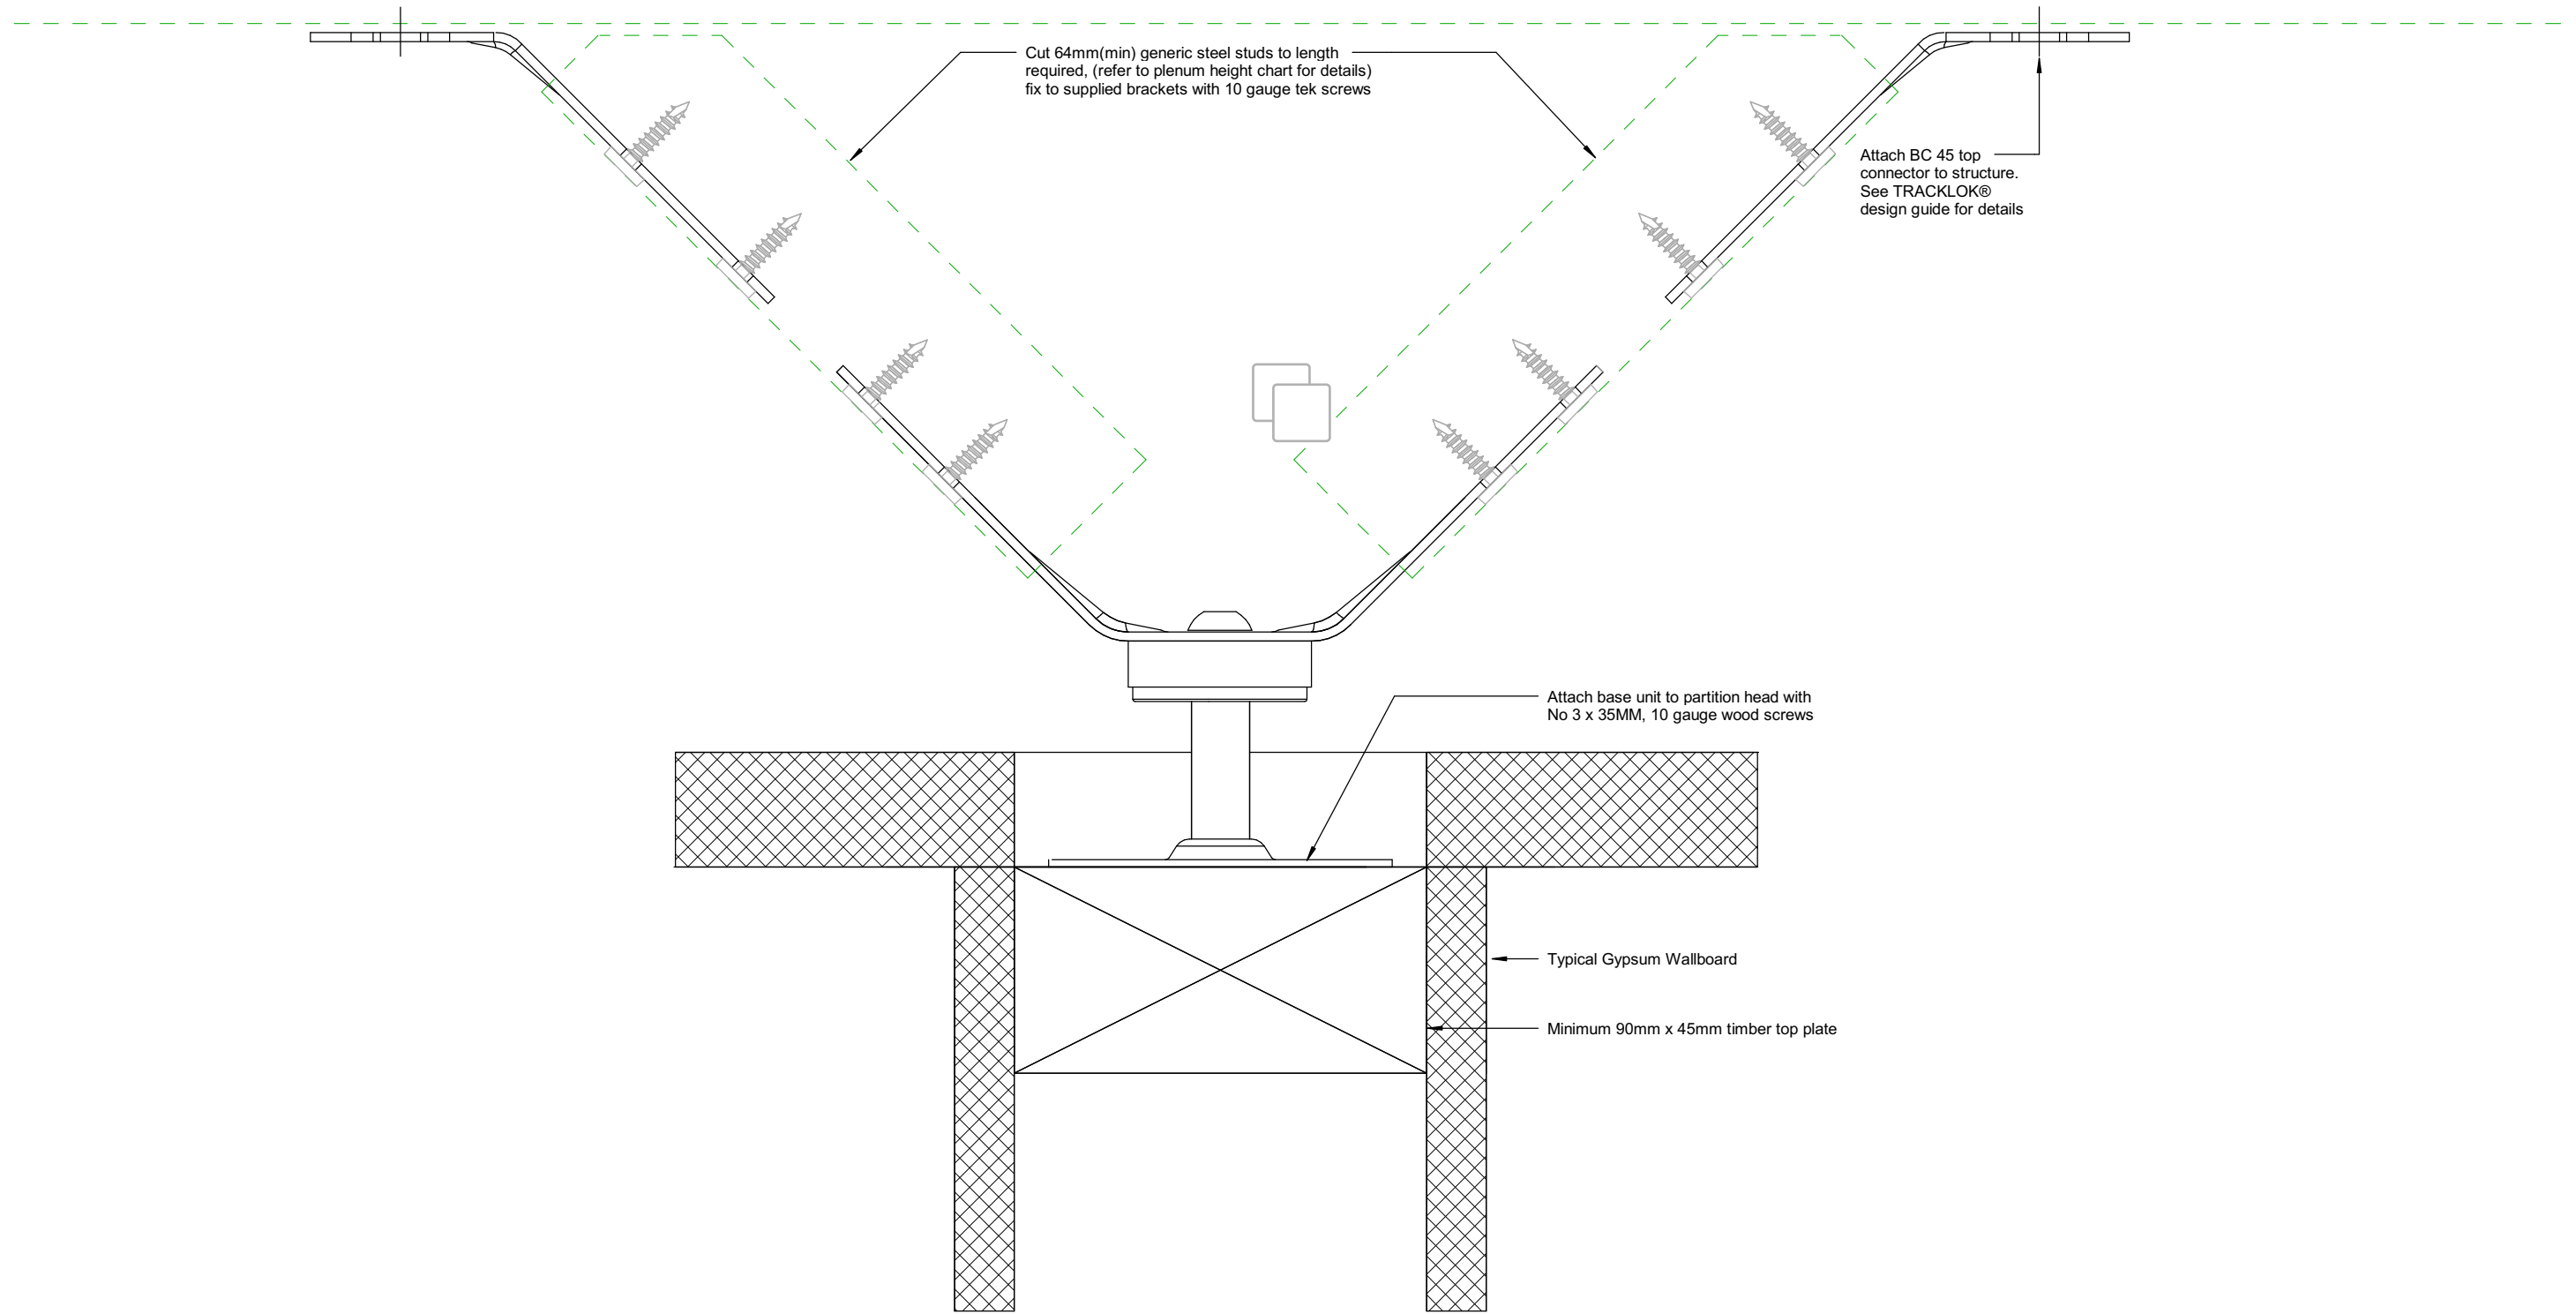 Cut 64mm(min) generic steel studs to length
required, (refer to plenum height chart for details)
fix to supplied brackets with 10 gauge tek screws
Attach BC 45 top
connector to structure.
See TRACKLOK®
design guide for details
Attach base unit to partition head with
No 3 x 35MM, 10 gauge wood screws
Typical Gypsum Wallboard
Minimum 90mm x 45mm timber top plate